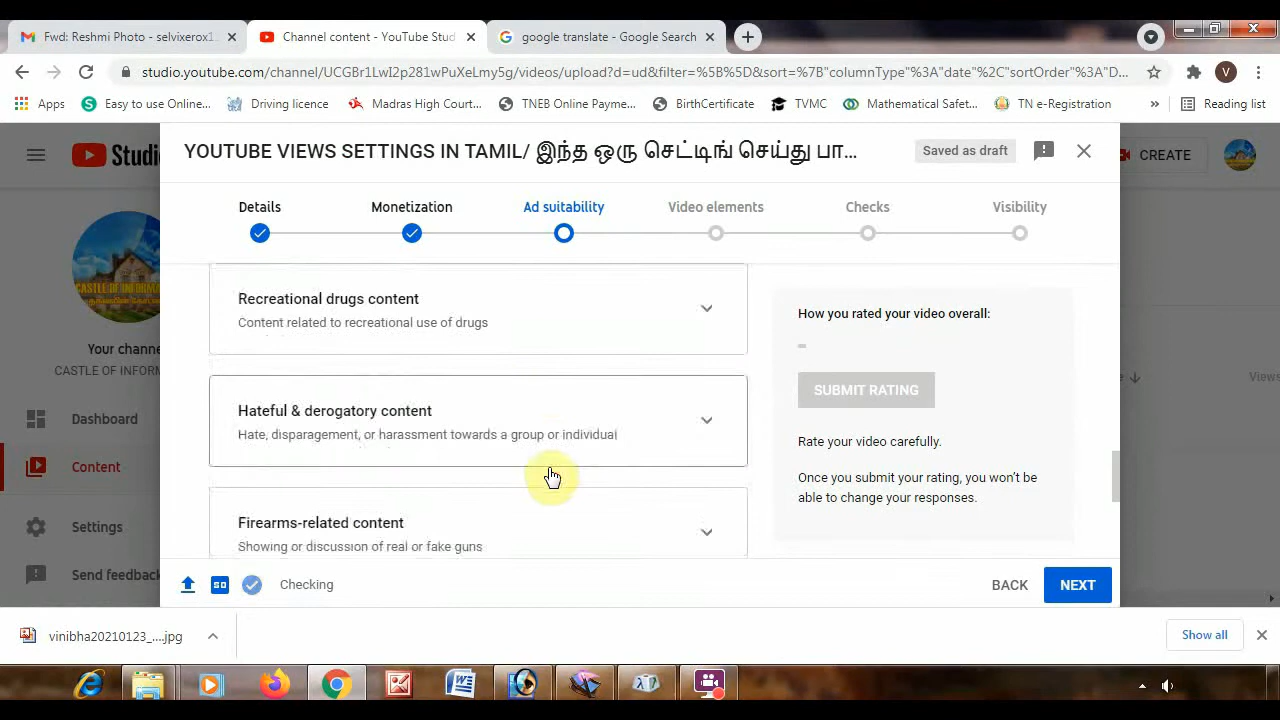 Fwd: Reshmi Photo - selvixerox1
Channel content - YouTube Stud
google translate - Google Search
studio.youtube.com/channel/UCGBr1LwI2p281wPuXeLmy5g/videos/upload?d=ud&filter=%5B%5D&sort=%7B"columnType"%3A"date"%2C"sortOrder"%3A"D...
V
Apps
Easy to use Online...
Driving licence
Madras High Court...
TNEB Online Payme...
BirthCertificate
TVMC
Mathematical Safet...
TN e-Registration
»
Reading list
Studio
CREATE
YOUTUBE VIEWS SETTINGS IN TAMIL/ இந்த ஒரு செட்டிங் செய்து பா...
Saved as draft
Details
Monetization
Ad suitability
Video elements
Checks
Visibility
CASTLE OF INFORMA
Your channe
CASTLE OF INFORM
Dashboard
Content
Settings
Send feedback
Views
Recreational drugs content
Content related to recreational use of drugs
Hateful & derogatory content
Hate, disparagement, or harassment towards a group or individual
Firearms-related content
Showing or discussion of real or fake guns
How you rated your video overall:
SUBMIT RATING
Rate your video carefully.
Once you submit your rating, you won't be
able to change your responses.
SD
Checking
BACK
NEXT
vinibha20210123_....jpg
Show all